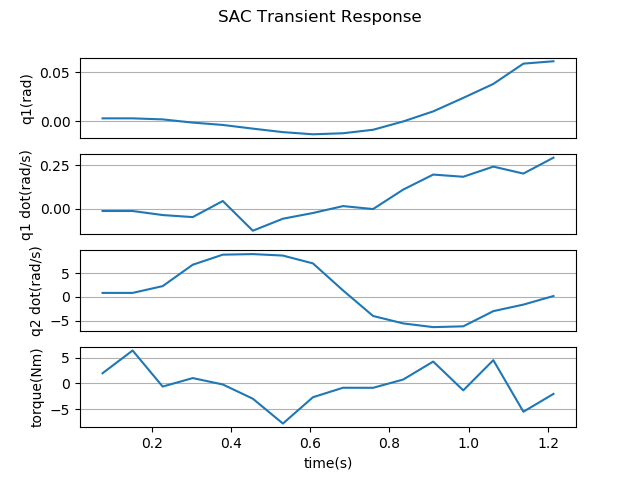 SAC Transient Response
q1(rad)
0.05
0.00
q1 dot(rad/s)
0.25
0.00
q2 dot(rad/s)
5
0
−5
torque(Nm)
5
0
−5
0.2 0.4 0.6 0.8 1.0 1.2
time(s)